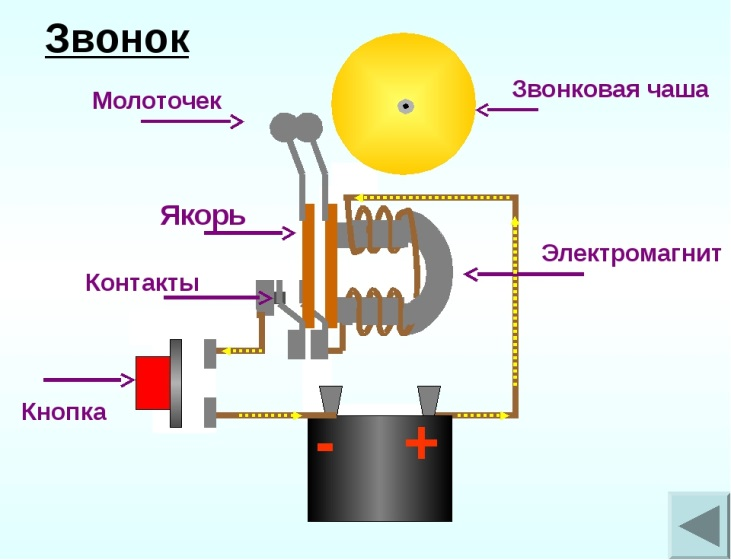 Звонок
Звонковая чаша
Молоточек
Якорь
Электромагнит
Контакты
Кнопка
- +